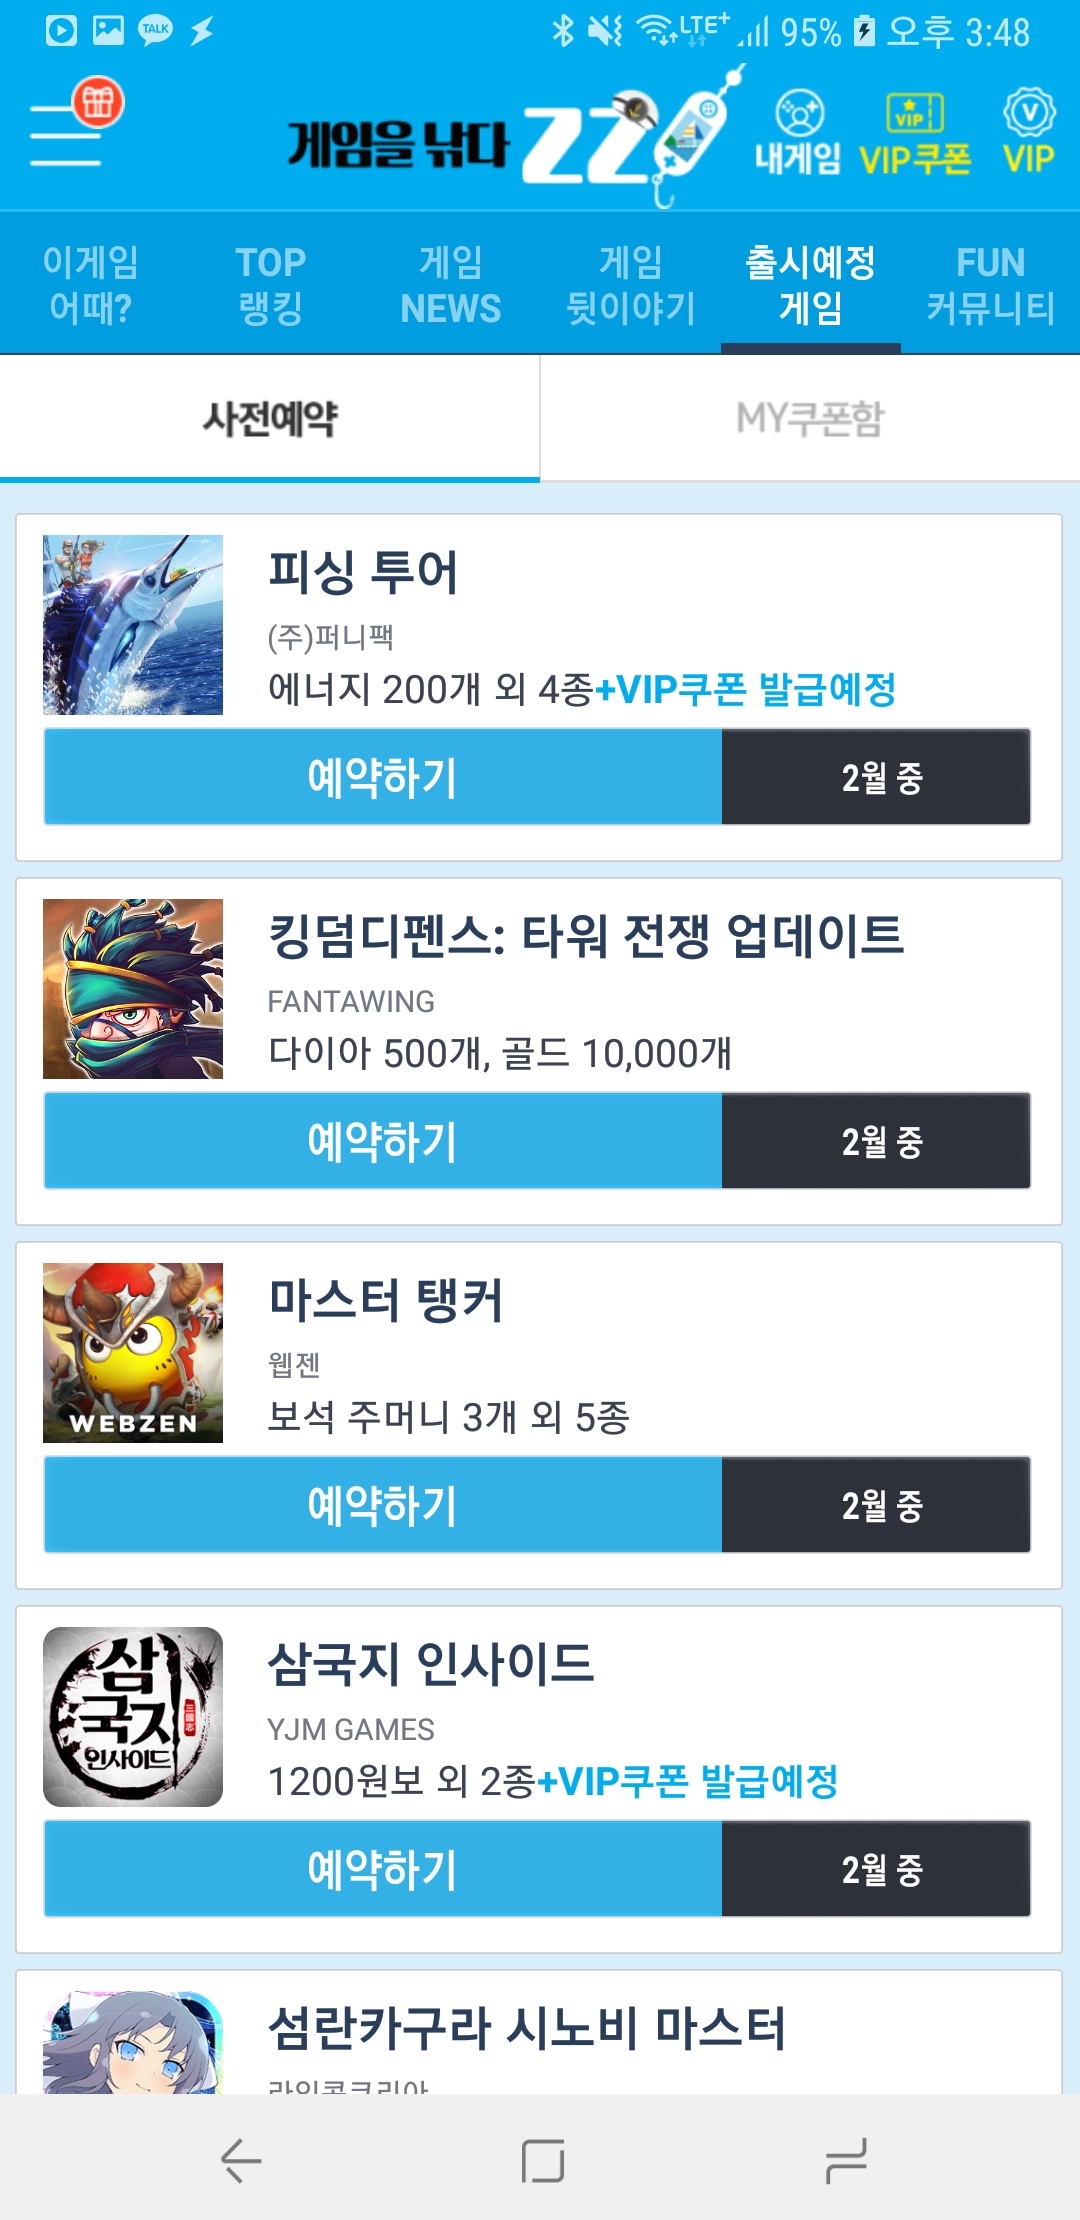 TALK
LTE+ 95% 오후 3:48
게임을 낚다 ZZI
내게임
VIP
VIP쿠폰
V
VIP
이게임
어때?
TOP
랭킹
게임
NEWS
게임
뒷이야기
출시예정
게임
FUN
커뮤니티
사전예약
MY쿠폰함
피싱 투어
(주)퍼니팩
에너지 200개 외 4종+VIP쿠폰 발급예정
예약하기
2월 중
킹덤디펜스: 타워 전쟁 업데이트
FANTAWING
다이아 500개, 골드 10,000개
예약하기
2월 중
WEBZEN
마스터 탱커
웹젠
보석 주머니 3개 외 5종
예약하기
2월 중
삼국지
三國志
인사이드
삼국지 인사이드
YJM GAMES
1200원보 외 2종+VIP쿠폰 발급예정
예약하기
2월 중
섬란카구라 시노비 마스터
라인콩코리아